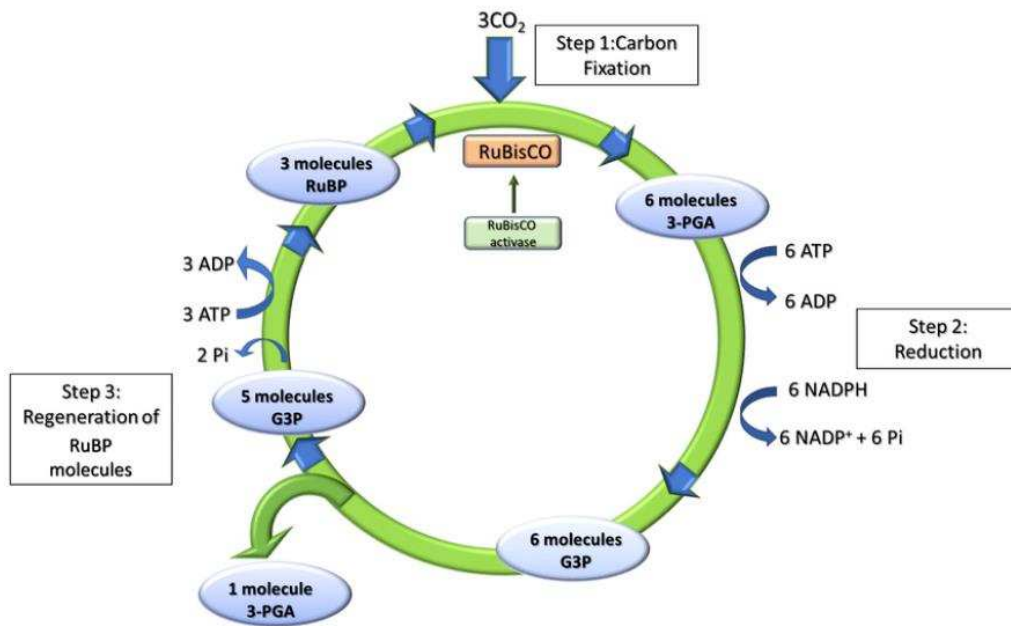 3CO₂
Step 1:Carbon
Fixation
RuBisCO
RuBisCO
activase
3 molecules
RuBP
6 molecules
3-PGA
6 ATP
6 ADP
Step 2:
Reduction
6 NADPH
6 NADP⁺ + 6 Pi
6 molecules
G3P
1 molecule
3-PGA
5 molecules
G3P
Step 3:
Regeneration of
RuBP
molecules
2 Pi
3 ATP
3 ADP